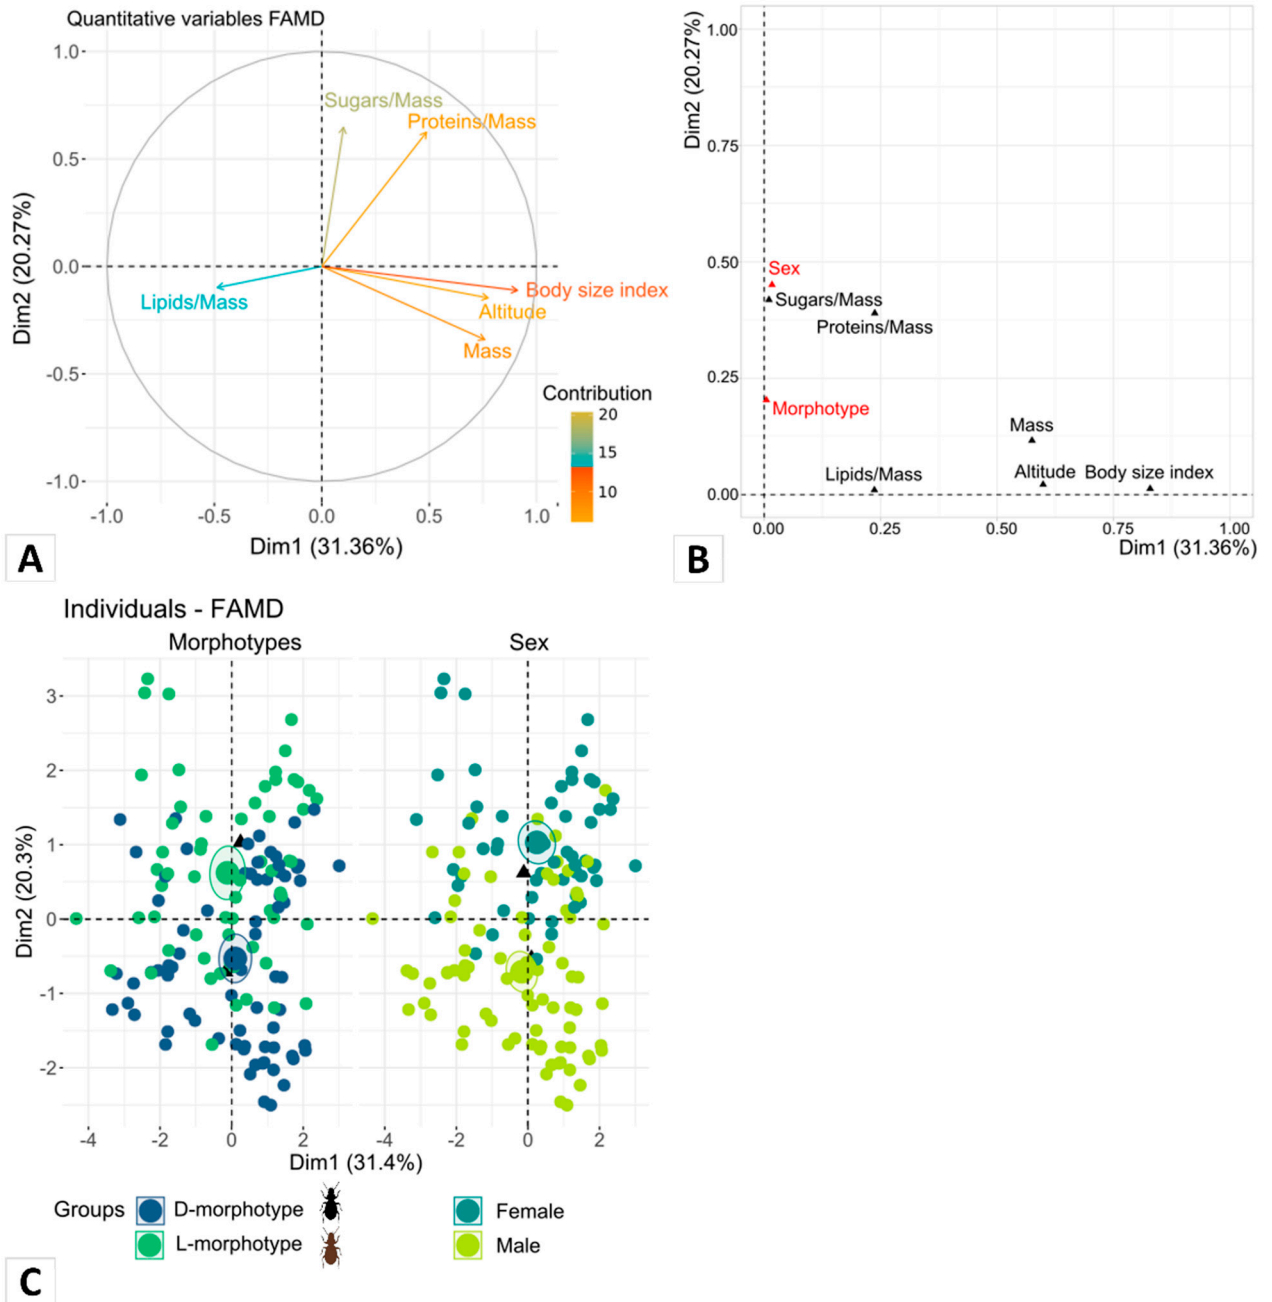 Quantitative variables FAMD
1.0
0.5
0.0
-0.5
-1.0
Dim2 (20.27%)
Sugars/Mass
Proteins/Mass
Lipids/Mass
Body size index
Altitude
Mass
Contribution
20
15
10
-1.0
-0.5
0.0
0.5
1.0
Dim1 (31.36%)
A
Dim2 (20.27%)
1.00
0.75
0.50
0.25
0.00
Sex
Sugars/Mass
Proteins/Mass
Morphotype
Mass
Lipids/Mass
Altitude
Body size index
0.00
0.25
0.50
0.75
1.00
Dim1 (31.36%)
B
Individuals - FAMD
Morphotypes
Sex
Dim2 (20.3%)
3
2
1
0
-1
-2
-4
-2
0
2
-4
-2
0
2
Dim1 (31.4%)
Groups
D-morphotype
Female
L-morphotype
Male
C